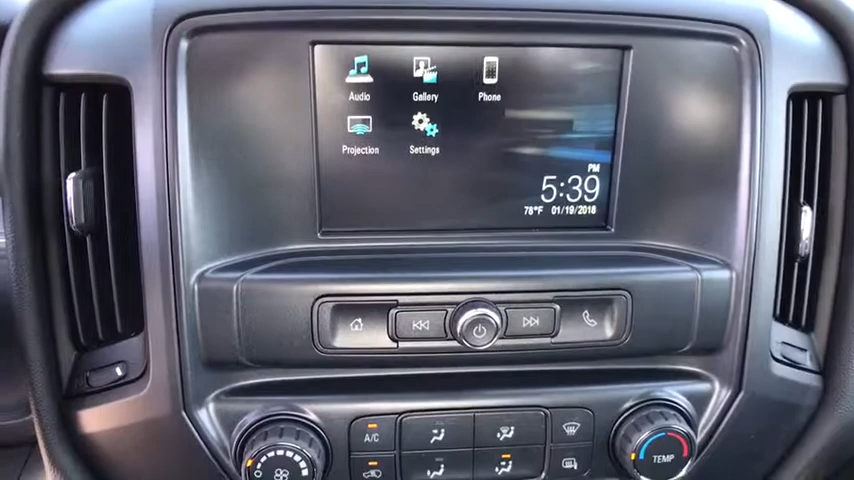 Audio Gallery Phone
Projection Settings
PM
5:39
78°F 01/19/2018
A/C
TEMP